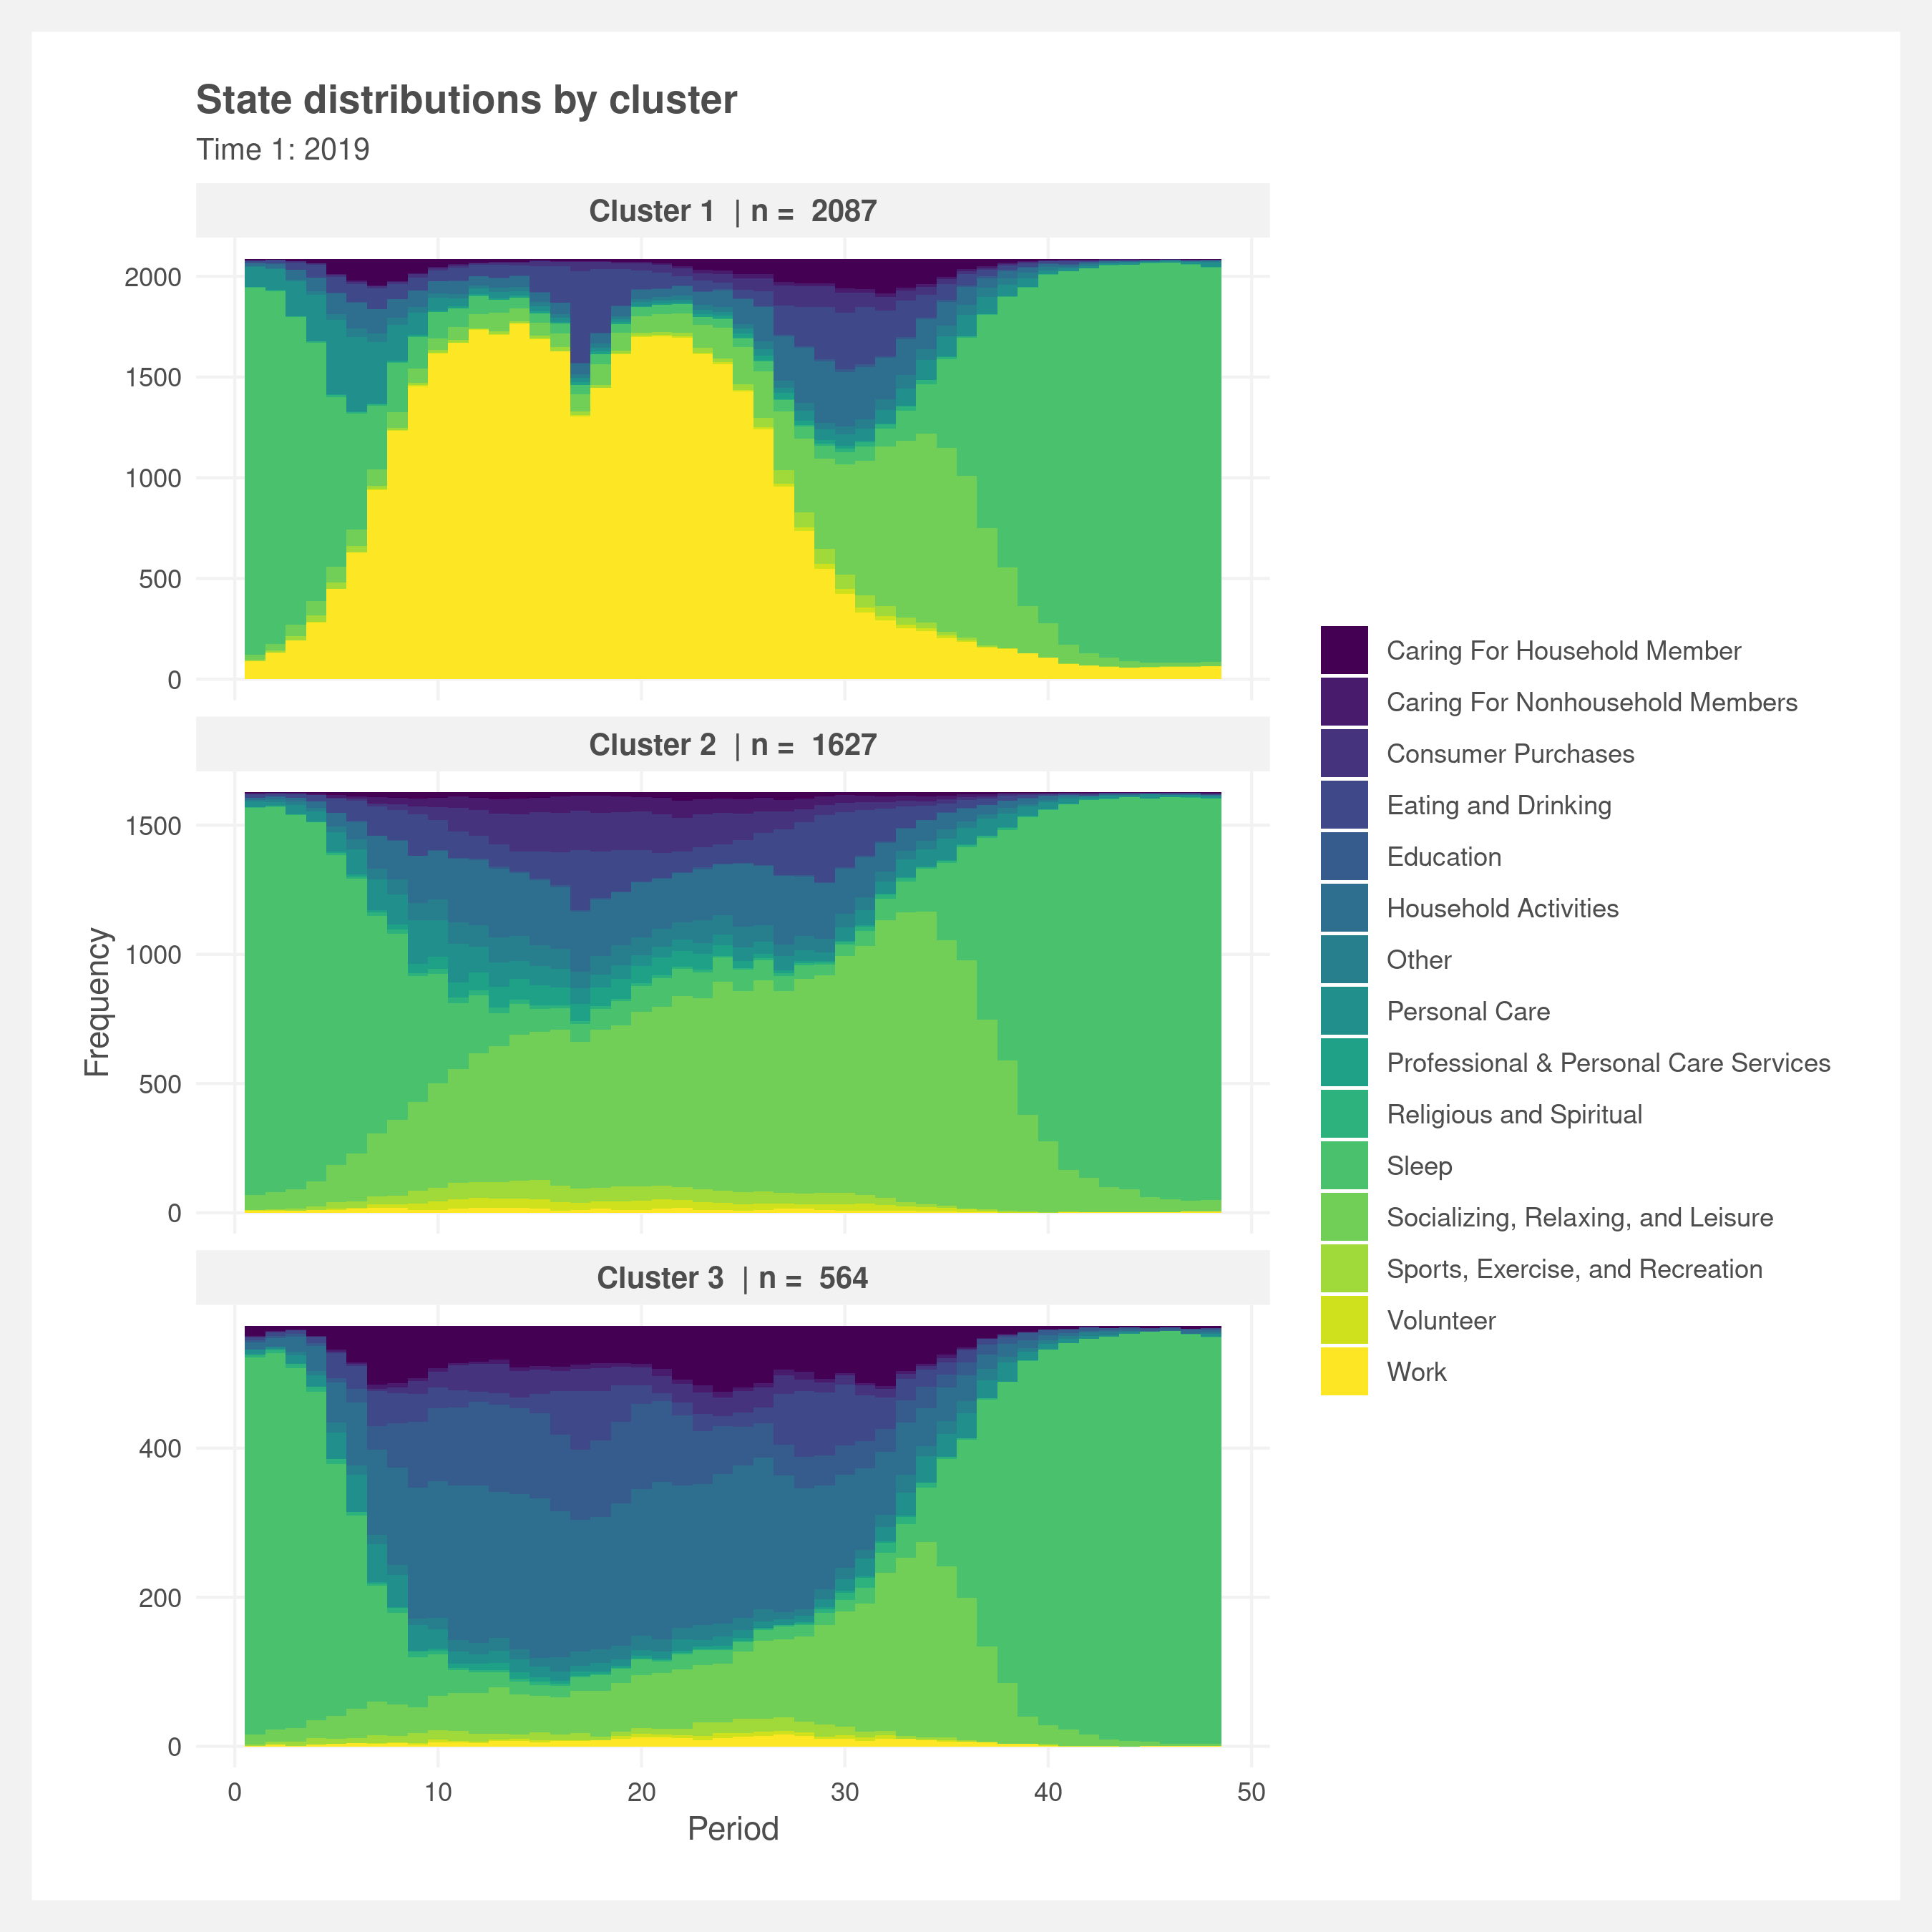 State distributions by cluster
Time 1: 2019
Cluster 1 | n = 2087
2000
1500
1000
500
0
Cluster 2 | n = 1627
1500
1000
500
0
Cluster 3 | n = 564
400
200
0
0 10 20 30 40 50
Period
Frequency
Caring For Household Member
Caring For Nonhousehold Members
Consumer Purchases
Eating and Drinking
Education
Household Activities
Other
Personal Care
Professional & Personal Care Services
Religious and Spiritual
Sleep
Socializing, Relaxing, and Leisure
Sports, Exercise, and Recreation
Volunteer
Work